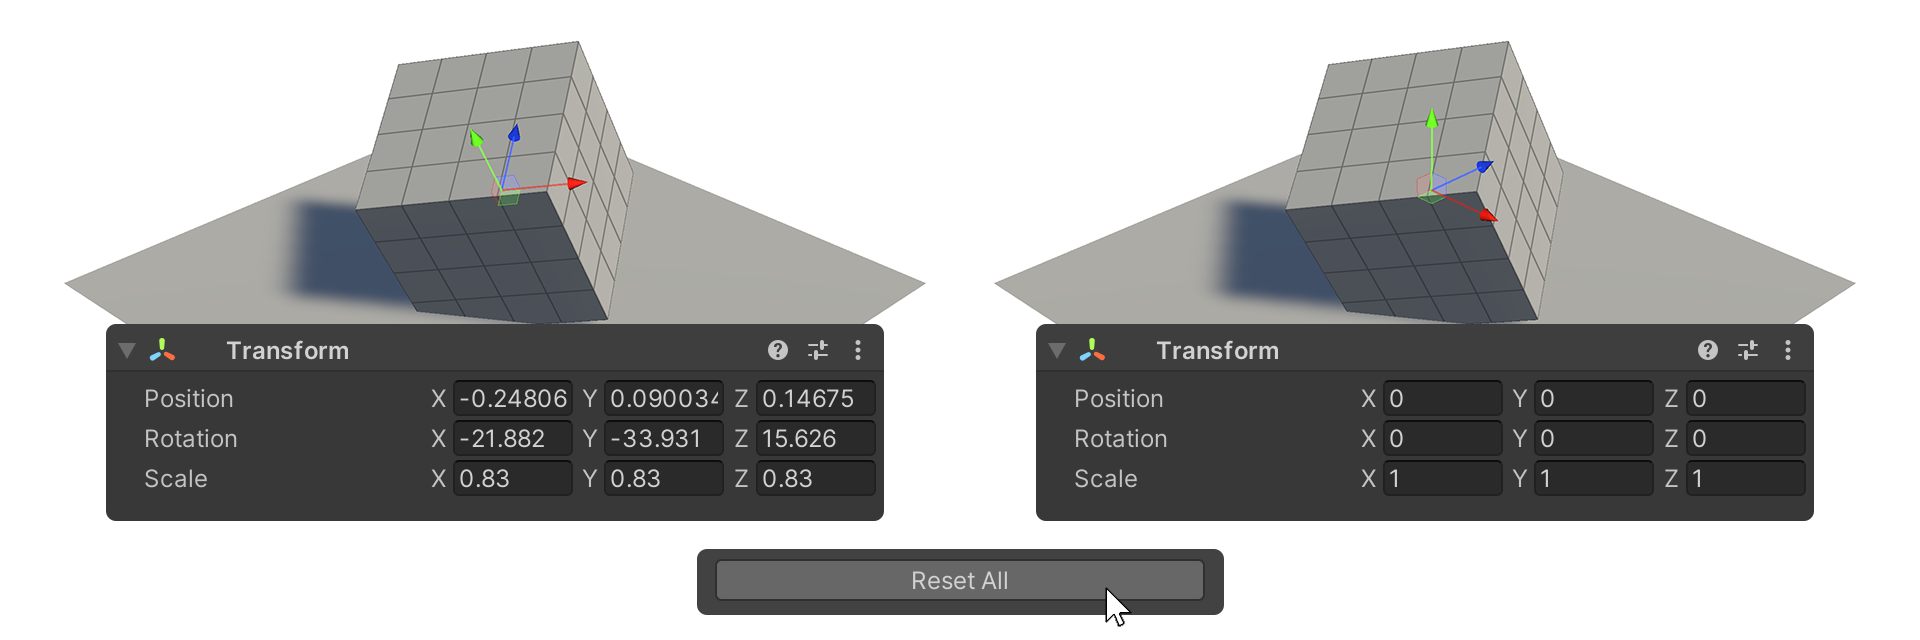 Transform
Position X -0.24806 Y 0.090034 Z 0.14675
Rotation X -21.882 Y -33.931 Z 15.626
Scale X 0.83 Y 0.83 Z 0.83
Transform
Position X 0 Y 0 Z 0
Rotation X 0 Y 0 Z 0
Scale X 1 Y 1 Z 1
Reset All